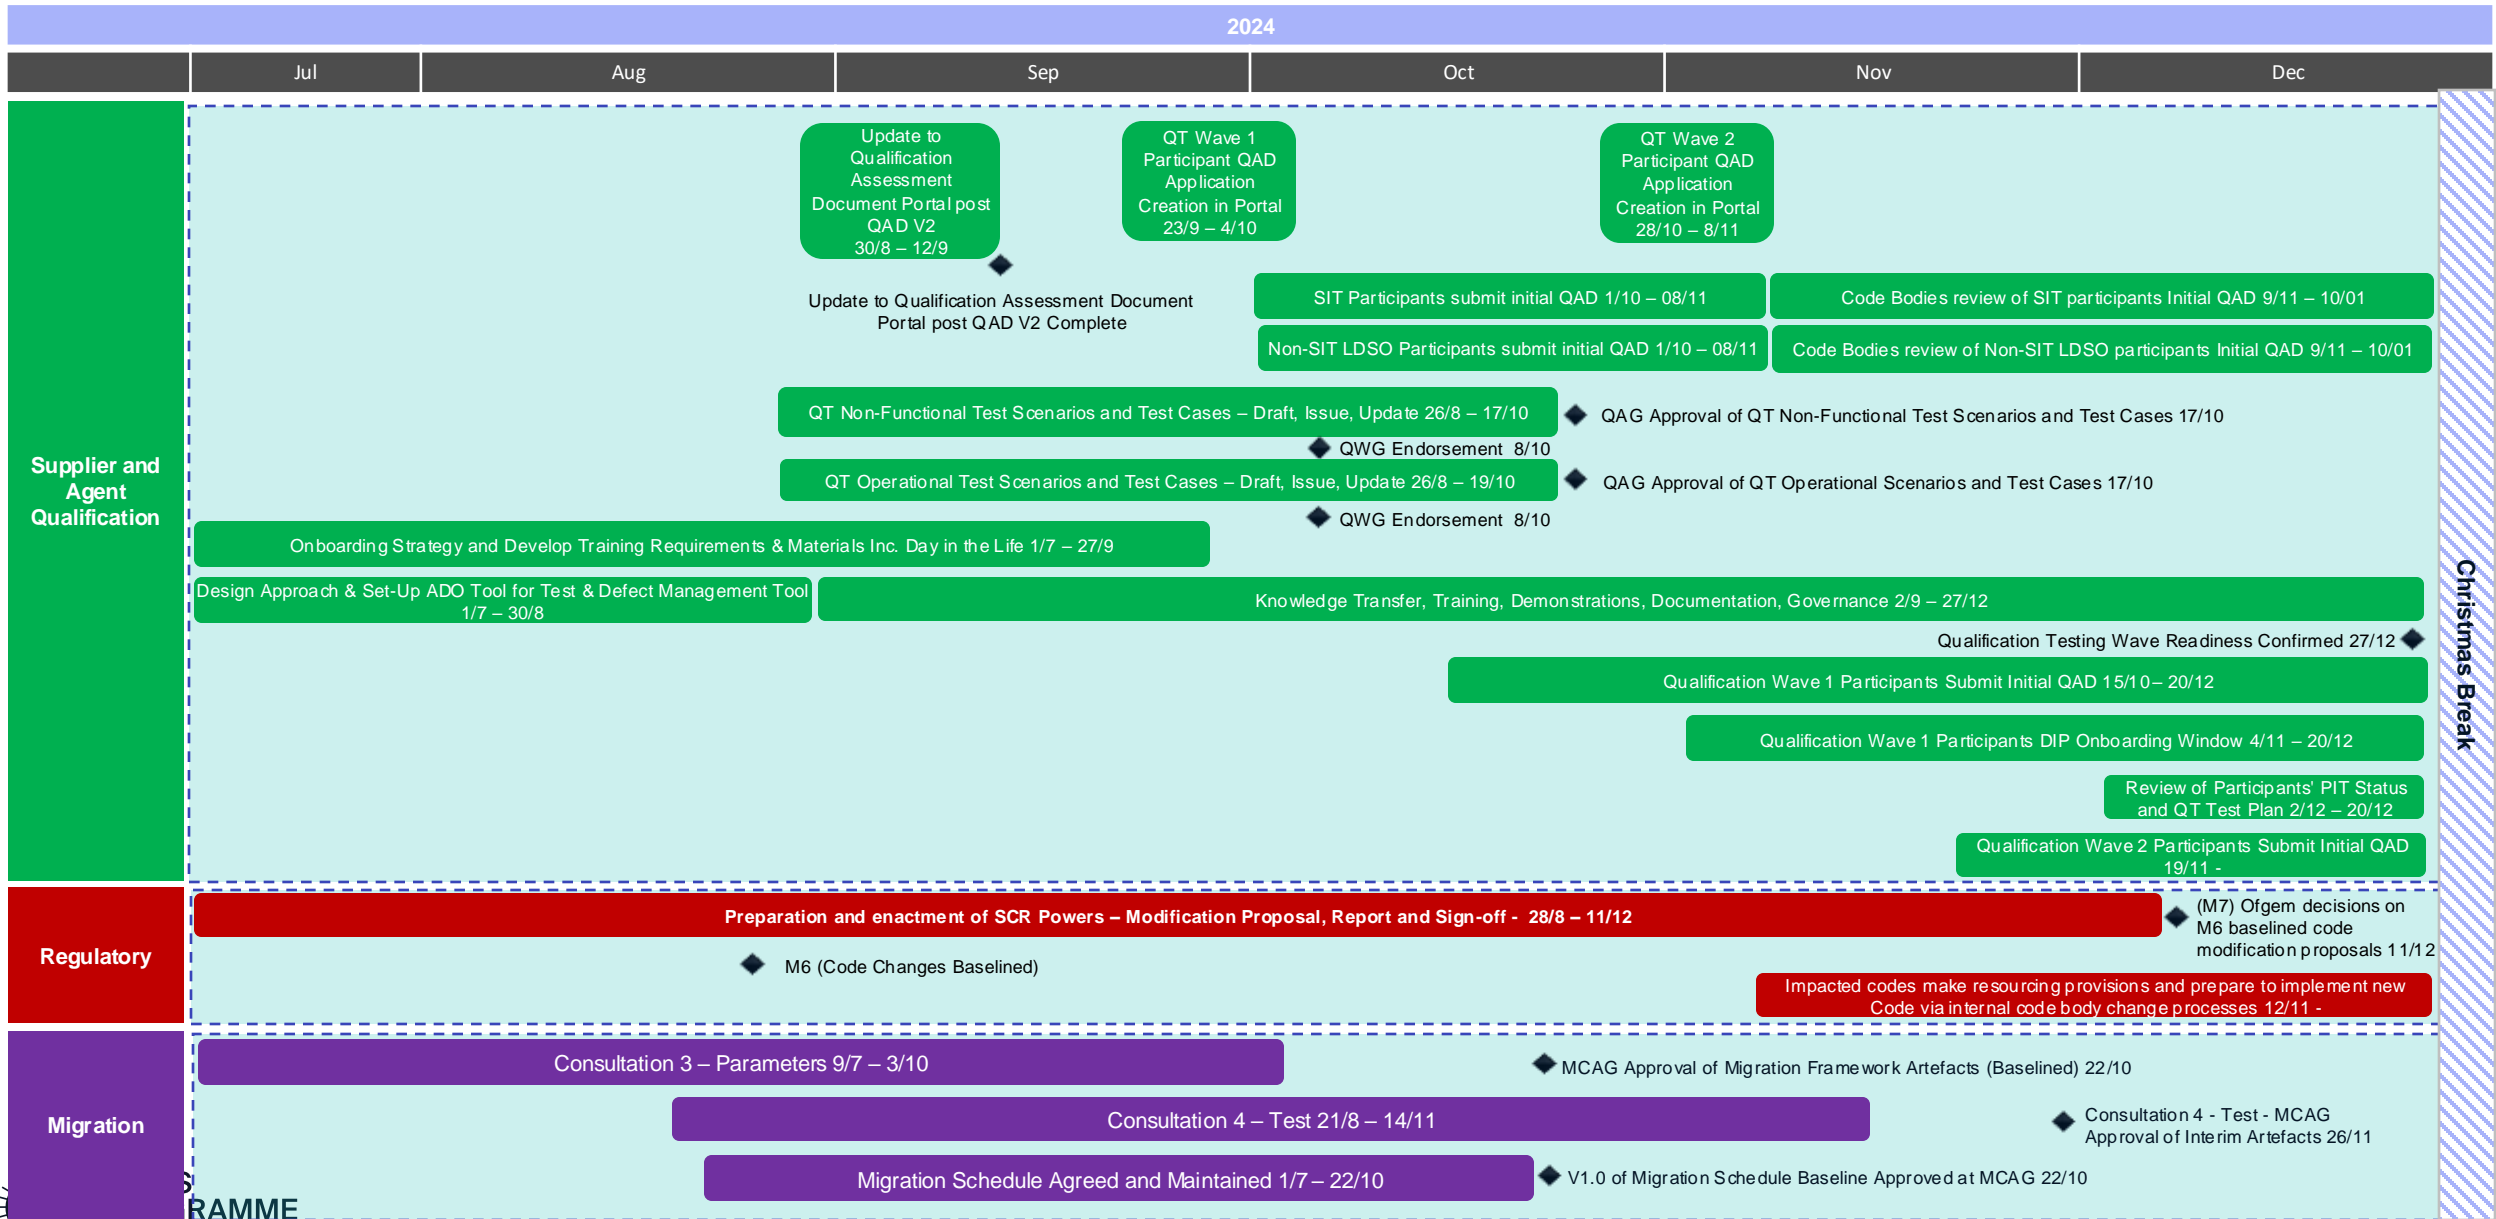 2024
Jul
Aug
Sep
Oct
Nov
Dec
Supplier and
Agent
Qualification
Update to
Qualification
Assessment
Document Portal post
QAD V2
30/8 – 12/9
QT Wave 1
Participant QAD
Application
Creation in Portal
23/9 – 4/10
QT Wave 2
Participant QAD
Application
Creation in Portal
28/10 – 8/11
Update to Qualification Assessment Document
Portal post QAD V2 Complete
SIT Participants submit initial QAD 1/10 – 08/11
Code Bodies review of SIT participants Initial QAD 9/11 – 10/01
Non-SIT LDSO Participants submit initial QAD 1/10 – 08/11
Code Bodies review of Non-SIT LDSO participants Initial QAD 9/11 – 10/01
QT Non-Functional Test Scenarios and Test Cases – Draft, Issue, Update 26/8 – 17/10
QAG Approval of QT Non-Functional Test Scenarios and Test Cases 17/10
QWG Endorsement 8/10
QT Operational Test Scenarios and Test Cases – Draft, Issue, Update 26/8 – 19/10
QAG Approval of QT Operational Scenarios and Test Cases 17/10
QWG Endorsement 8/10
Onboarding Strategy and Develop Training Requirements & Materials Inc. Day in the Life 1/7 – 27/9
Design Approach & Set-Up ADO Tool for Test & Defect Management Tool
1/7 – 30/8
Knowledge Transfer, Training, Demonstrations, Documentation, Governance 2/9 – 27/12
Qualification Testing Wave Readiness Confirmed 27/12
Qualification Wave 1 Participants Submit Initial QAD 15/10 – 20/12
Qualification Wave 1 Participants DIP Onboarding Window 4/11 – 20/12
Review of Participants' PIT Status
and QT Test Plan 2/12 – 20/12
Qualification Wave 2 Participants Submit Initial QAD
19/11 -
Christmas Break
Regulatory
Preparation and enactment of SCR Powers – Modification Proposal, Report and Sign-off - 28/8 – 11/12
(M7) Ofgem decisions on
M6 baselined code
modification proposals 11/12
M6 (Code Changes Baselined)
Impacted codes make resourcing provisions and prepare to implement new
Code via internal code body change processes 12/11 -
Migration
Consultation 3 – Parameters 9/7 – 3/10
MCAG Approval of Migration Framework Artefacts (Baselined) 22/10
Consultation 4 – Test 21/8 – 14/11
Consultation 4 - Test - MCAG
Approval of Interim Artefacts 26/11
Migration Schedule Agreed and Maintained 1/7 – 22/10
V1.0 of Migration Schedule Baseline Approved at MCAG 22/10
S
RAMME